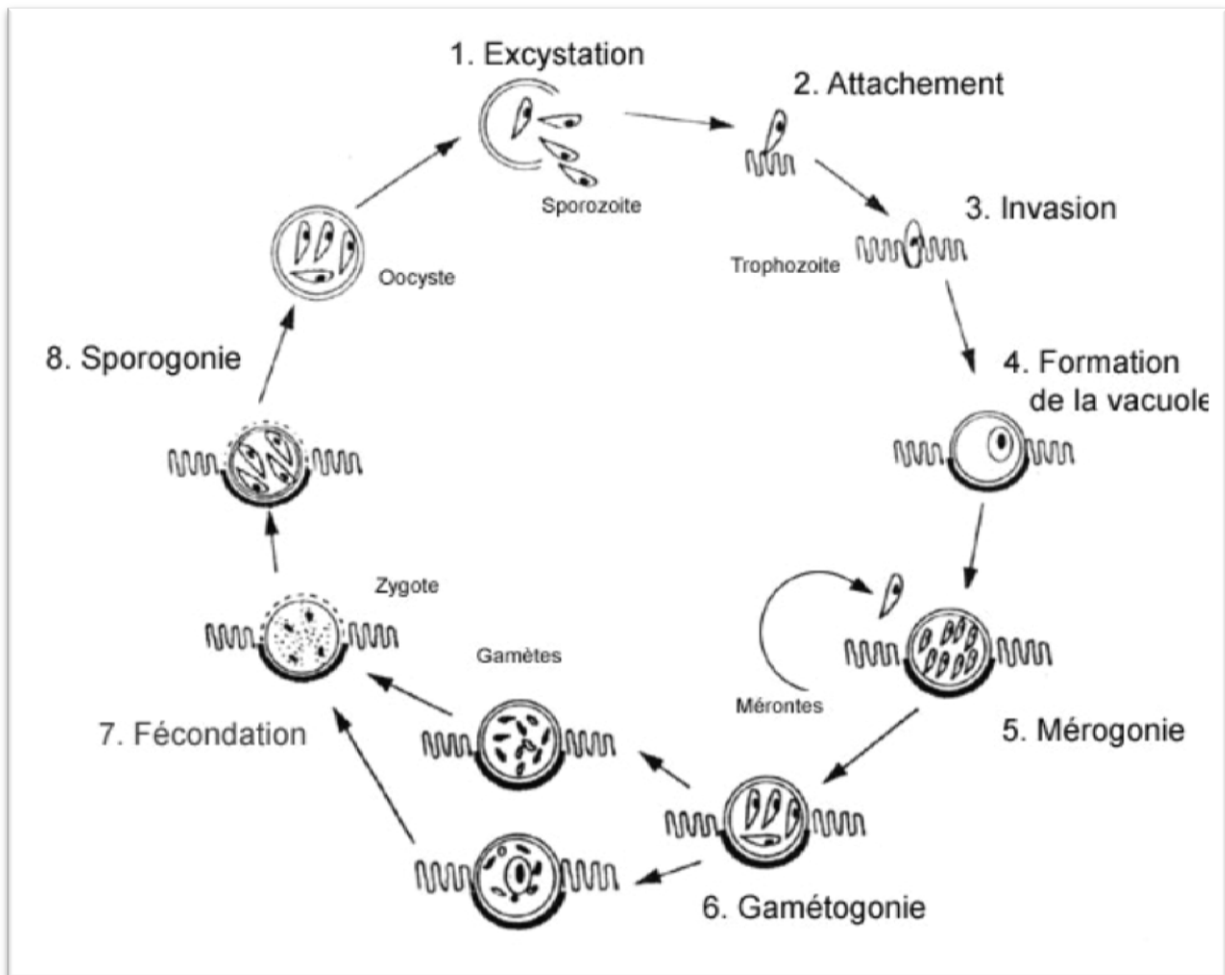 1. Excystation
2. Attachement
Sporozoite
3. Invasion
Trophozoite
Oocyste
8. Sporogonie
4. Formation
de la vacuole
Zygote
Gamètes
Mérontes
7. Fécondation
5. Mérogonie
6. Gamétogonie